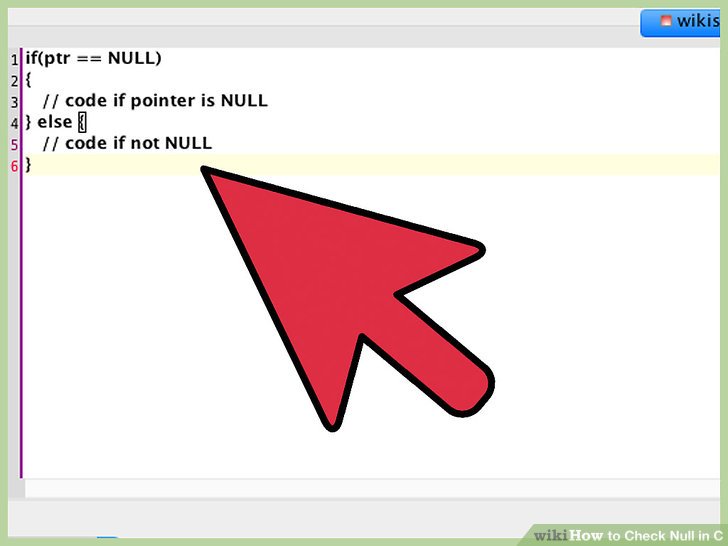 wikis
1 if(ptr == NULL)
2 {
3 // code if pointer is NULL
4 } else {
5 // code if not NULL
6 }
wikiHow to Check Null in C